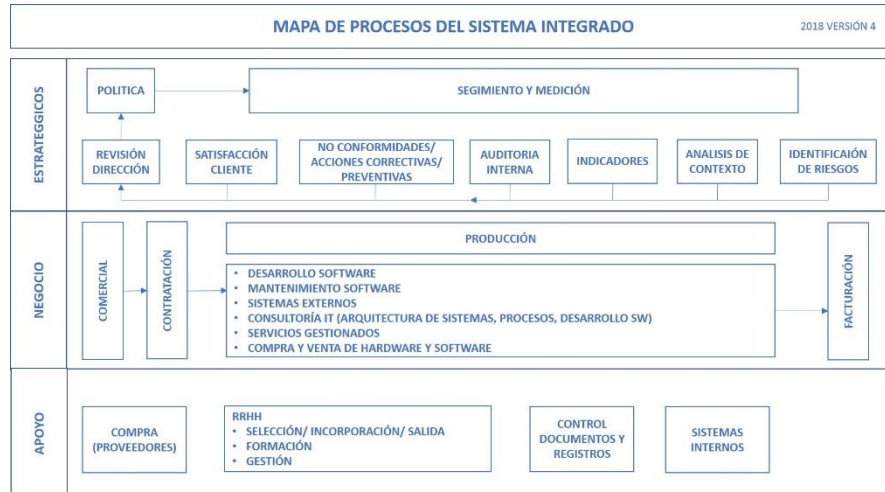 MAPA DE PROCESOS DEL SISTEMA INTEGRADO
2018 VERSIÓN 4
ESTRATEGGICOS
POLITICA
SEGIMIENTO Y MEDICIÓN
REVISIÓN
DIRECCIÓN
SATISFACCIÓN
CLIENTE
NO CONFORMIDADES/
ACCIONES CORRECTIVAS/
PREVENTIVAS
AUDITORIA
INTERNA
INDICADORES
ANALISIS DE
CONTEXTO
IDENTIFICAIÓN
DE RIESGOS
NEGOCIO
COMERCIAL
CONTRATACIÓN
PRODUCCIÓN
• DESARROLLO SOFTWARE
• MANTENIMIENTO SOFTWARE
• SISTEMAS EXTERNOS
• CONSULTORÍA IT (ARQUITECTURA DE SISTEMAS, PROCESOS, DESARROLLO SW)
• SERVICIOS GESTIONADOS
• COMPRA Y VENTA DE HARDWARE Y SOFTWARE
FACTURACIÓN
APOYO
COMPRA
(PROVEEDORES)
RRHH
• SELECCIÓN/ INCORPORACIÓN/ SALIDA
• FORMACIÓN
• GESTIÓN
CONTROL
DOCUMENTOS Y
REGISTROS
SISTEMAS
INTERNOS